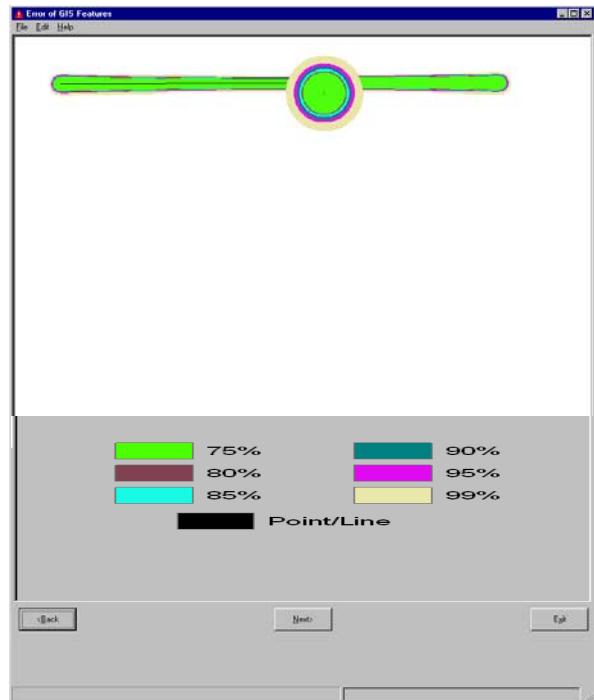 Error of GIS Features
File Edit Help
75% 90%
80% 95%
85% 99%
Point/Line
<Back Next> Exit